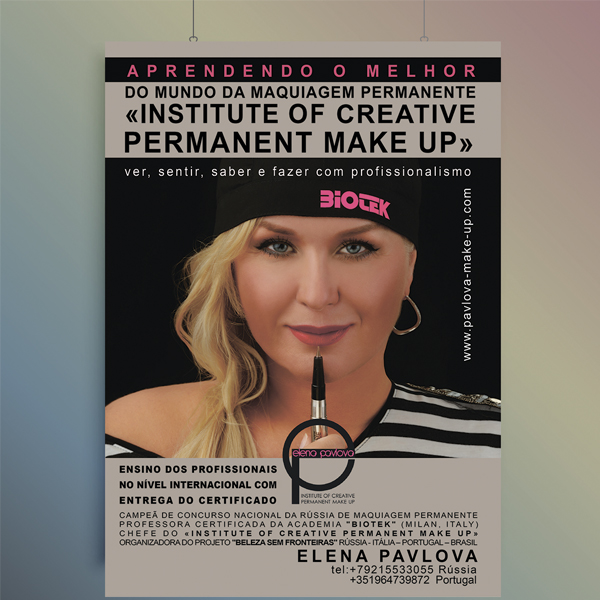 APRENDENDO O MELHOR
DO MUNDO DA MAQUIAGEM PERMANENTE
«INSTITUTE OF CREATIVE
PERMANENT MAKE UP»
ver, sentir, saber e fazer com profissionalismo
BIOTEK
www.pavlova-make-up.com
elena pavlova
INSTITUTE OF CREATIVE
PERMANENT MAKE UP
ENSINO DOS PROFISSIONAIS
NO NÍVEL INTERNACIONAL COM
ENTREGA DO CERTIFICADO
CAMPEÃ DE CONCURSO NACIONAL DA RÚSSIA DE MAQUIAGEM PERMANENTE
PROFESSORA CERTIFICADA DA ACADEMIA "BIOTEK" (MILAN, ITALY)
CHEFE DO «INSTITUTE OF CREATIVE PERMANENT MAKE UP»
ORGANIZADORA DO PROJETO "BELEZA SEM FRONTEIRAS" RÚSSIA - ITÁLIA – PORTUGAL – BRASIL
ELENA PAVLOVA
tel:+79215533055 Rússia
+351964739872 Portugal